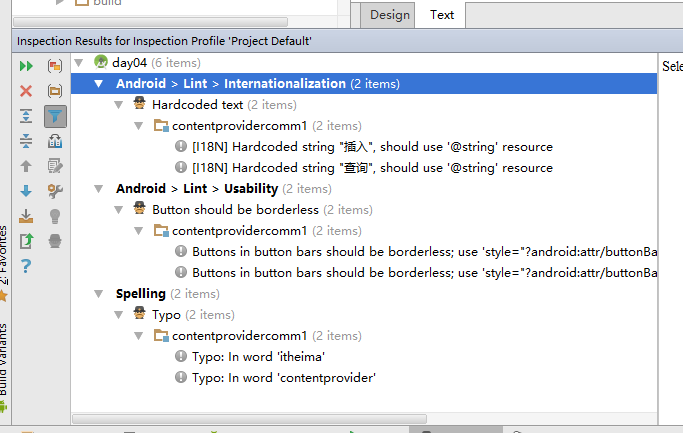 build
Design
Text
Inspection Results for Inspection Profile 'Project Default'
day04 (6 items)
Sele
Android > Lint > Internationalization (2 items)
Hardcoded text (2 items)
contentprovidercomm1 (2 items)
[I18N] Hardcoded string "插入", should use '@string' resource
[I18N] Hardcoded string "查询", should use '@string' resource
Android > Lint > Usability (2 items)
Button should be borderless (2 items)
contentprovidercomm1 (2 items)
Buttons in button bars should be borderless; use 'style="?android:attr/buttonBa
Buttons in button bars should be borderless; use 'style="?android:attr/buttonBa
Spelling (2 items)
Typo (2 items)
contentprovidercomm1 (2 items)
Typo: In word 'itheima'
Typo: In word 'contentprovider'
2: Favorites
Build Variants